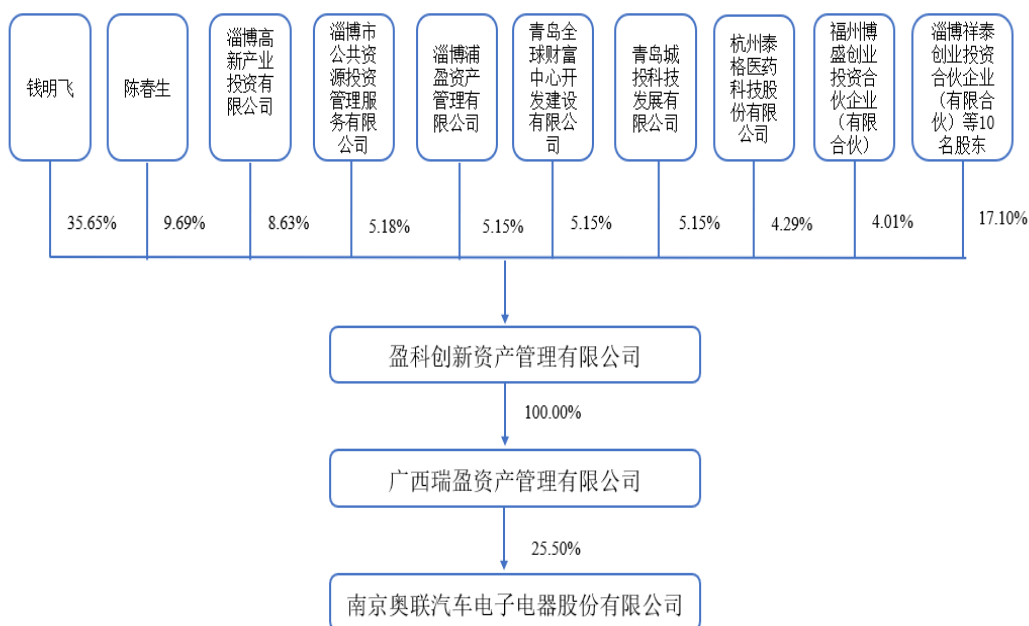 钱明飞
陈春生
淄博高
新产业
投资有
限公司
淄博市
公共资
源投资
管理服
务有限
公司
淄博浦
盈资产
管理有
限公司
青岛全
球财富
中心开
发建设
有限公
司
青岛城
投科技
发展有
限公司
杭州泰
格医药
科技股
份有限
公司
福州博
盛创业
投资合
伙企业
（有限
合伙）
淄博祥泰
创业投资
合伙企业
（有限合
伙）等10
名股东
35.65%
9.69%
8.63%
5.18%
5.15%
5.15%
5.15%
4.29%
4.01%
17.10%
盈科创新资产管理有限公司
100.00%
广西瑞盈资产管理有限公司
25.50%
南京奥联汽车电子电器股份有限公司